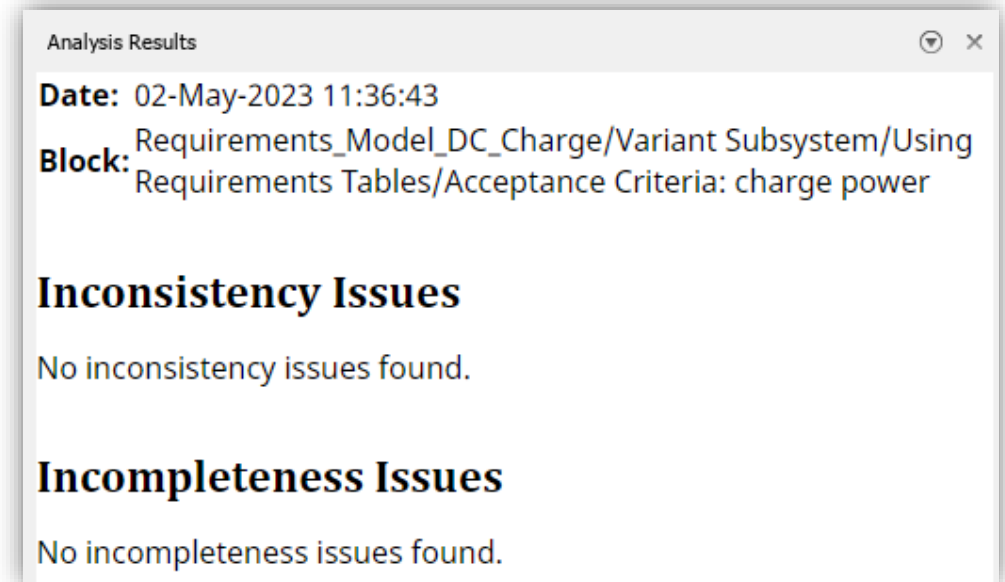 Analysis Results
Date: 02-May-2023 11:36:43
Block: Requirements_Model_DC_Charge/Variant Subsystem/Using
Requirements Tables/Acceptance Criteria: charge power
Inconsistency Issues
No inconsistency issues found.
Incompleteness Issues
No incompleteness issues found.